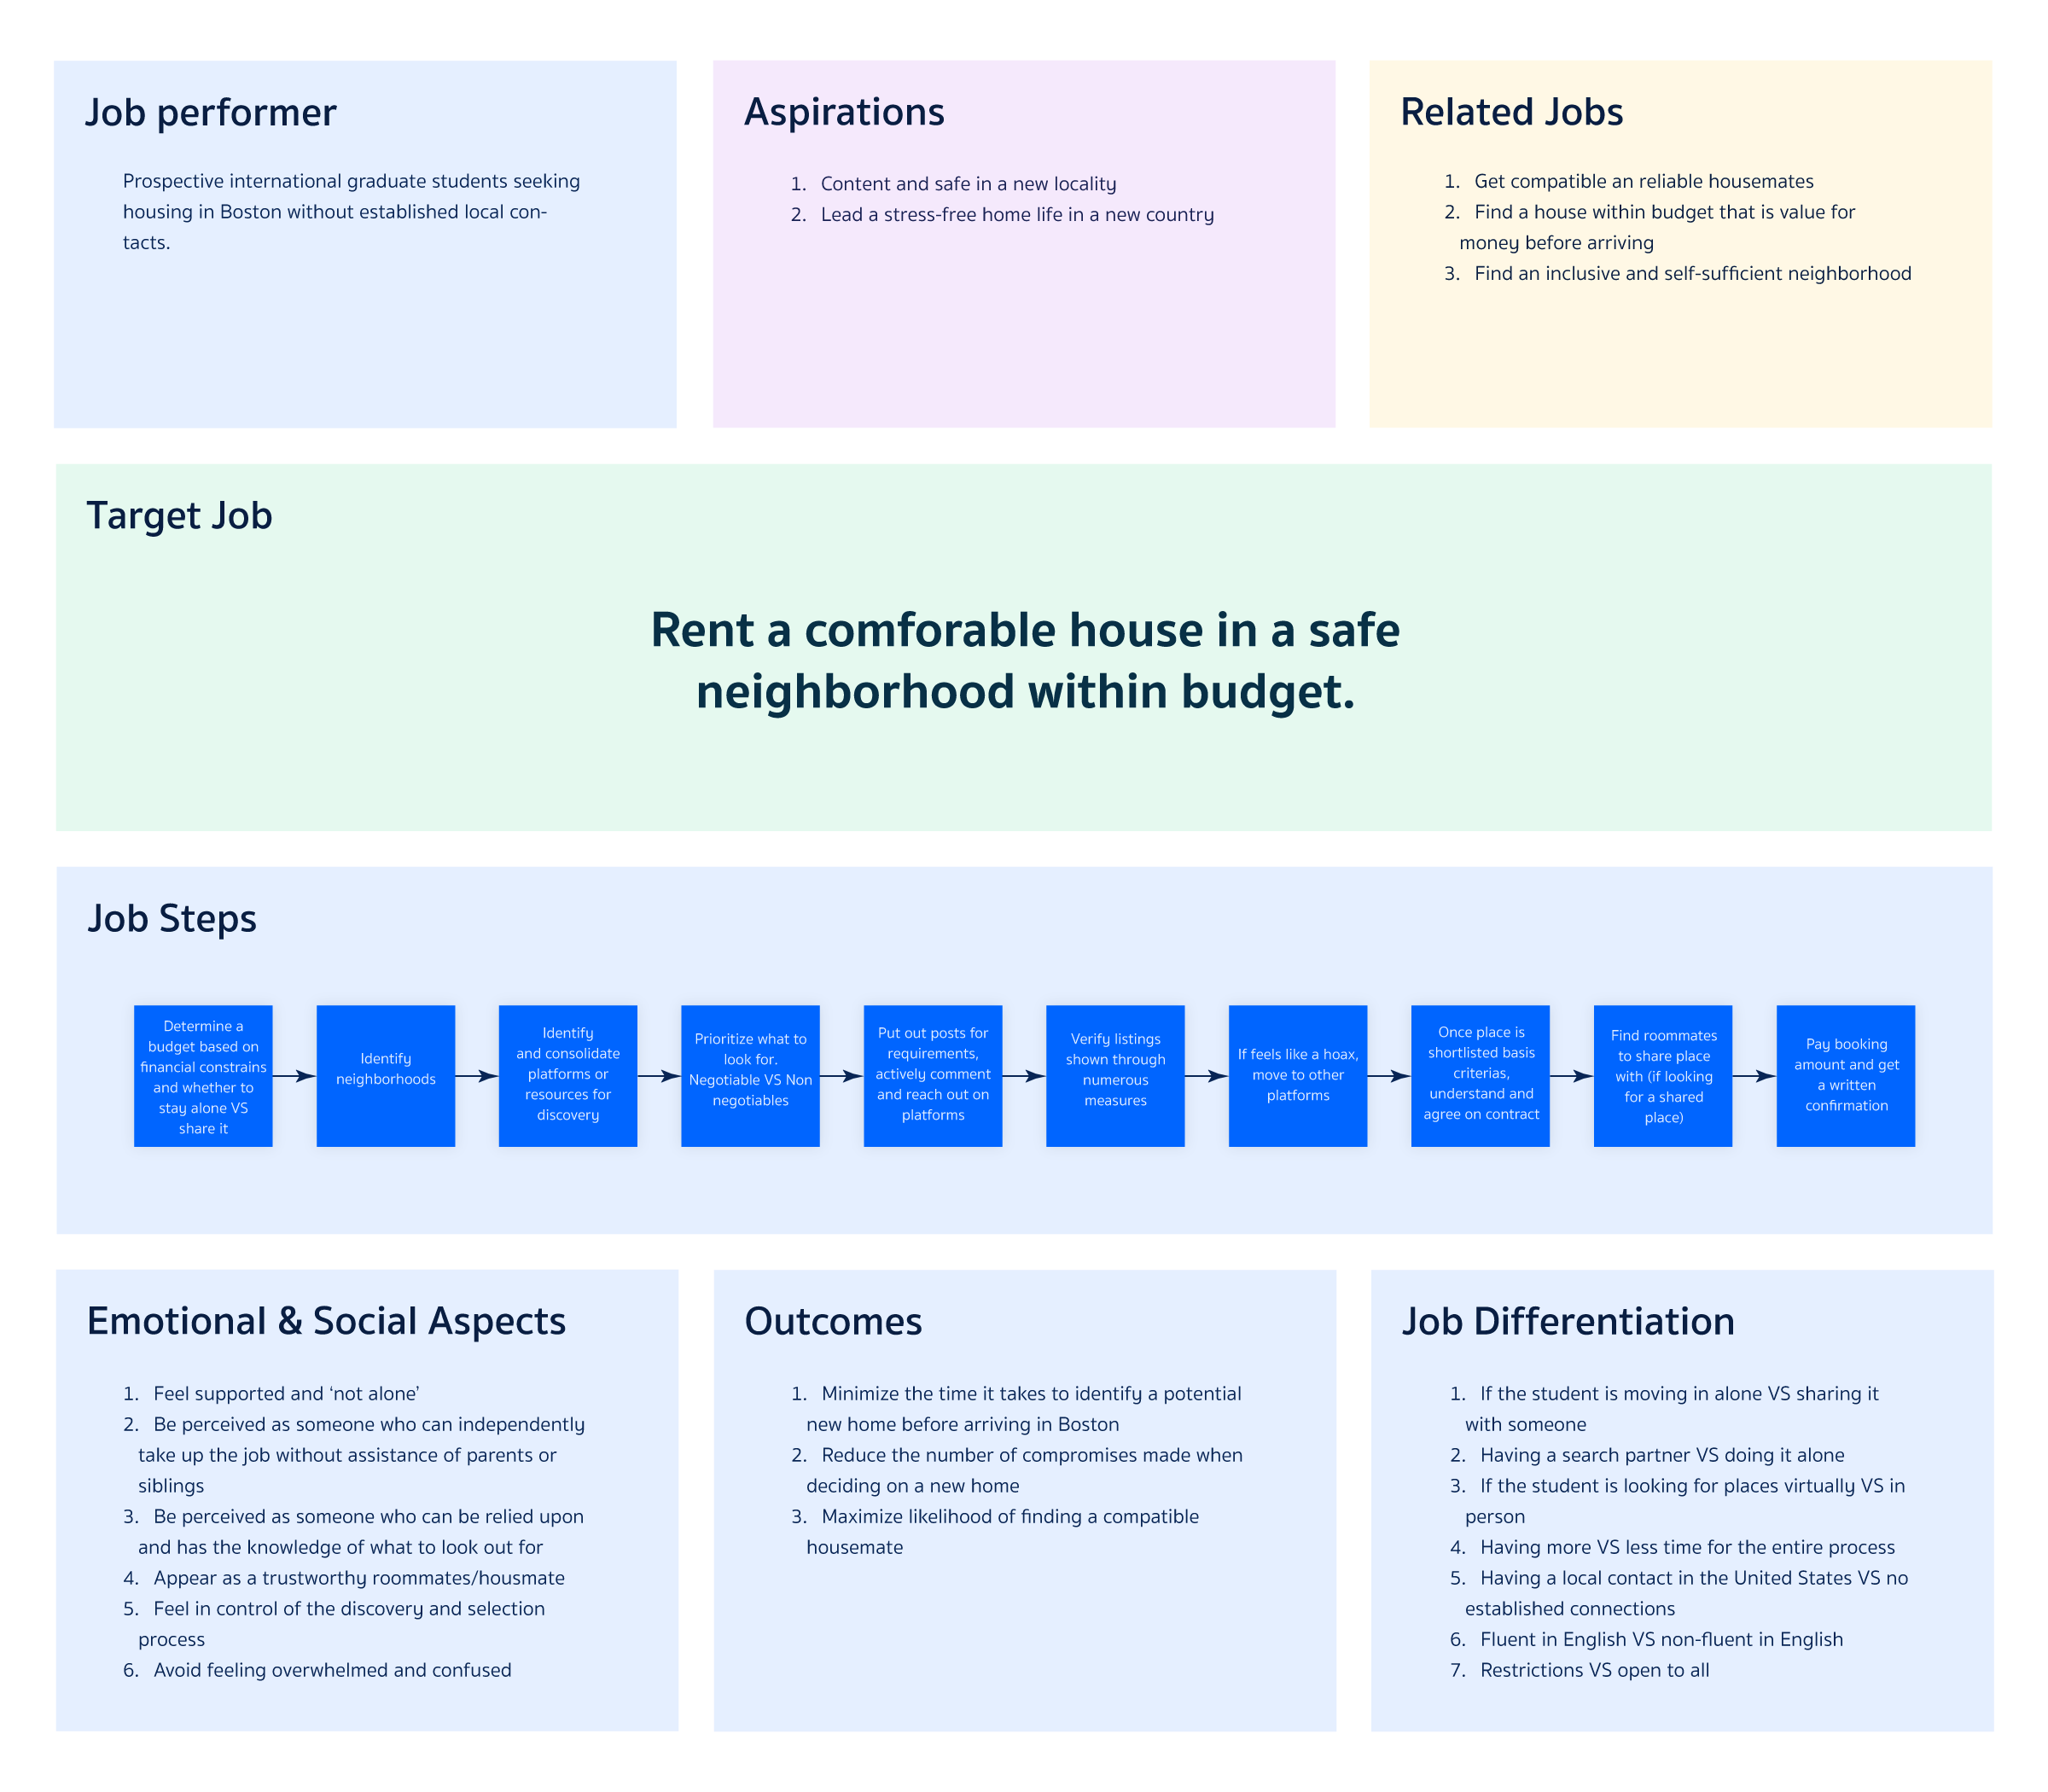 Job performer
Prospective international graduate students seeking
housing in Boston without established local con-
tacts.
Aspirations
1. Content and safe in a new locality
2. Lead a stress-free home life in a new country
Related Jobs
1. Get compatible an reliable housemates
2. Find a house within budget that is value for
money before arriving
3. Find an inclusive and self-sufficient neighborhood
Target Job
Rent a comforable house in a safe
neighborhood within budget.
Job Steps
Determine a
budget based on
financial constrains
and whether to
stay alone VS
share it
Identify
neighborhoods
Identify
and consolidate
platforms or
resources for
discovery
Prioritize what to
look for.
Negotiable VS Non
negotiables
Put out posts for
requirements,
actively comment
and reach out on
platforms
Verify listings
shown through
numerous
measures
If feels like a hoax,
move to other
platforms
Once place is
shortlisted basis
criterias,
understand and
agree on contract
Find roommates
to share place
with (if looking
for a shared
place)
Pay booking
amount and get
a written
confirmation
Emotional & Social Aspects
1. Feel supported and ‘not alone’
2. Be perceived as someone who can independently
take up the job without assistance of parents or
siblings
3. Be perceived as someone who can be relied upon
and has the knowledge of what to look out for
4. Appear as a trustworthy roommates/housmate
5. Feel in control of the discovery and selection
process
6. Avoid feeling overwhelmed and confused
Outcomes
1. Minimize the time it takes to identify a potential
new home before arriving in Boston
2. Reduce the number of compromises made when
deciding on a new home
3. Maximize likelihood of finding a compatible
housemate
Job Differentiation
1. If the student is moving in alone VS sharing it
with someone
2. Having a search partner VS doing it alone
3. If the student is looking for places virtually VS in
person
4. Having more VS less time for the entire process
5. Having a local contact in the United States VS no
established connections
6. Fluent in English VS non-fluent in English
7. Restrictions VS open to all